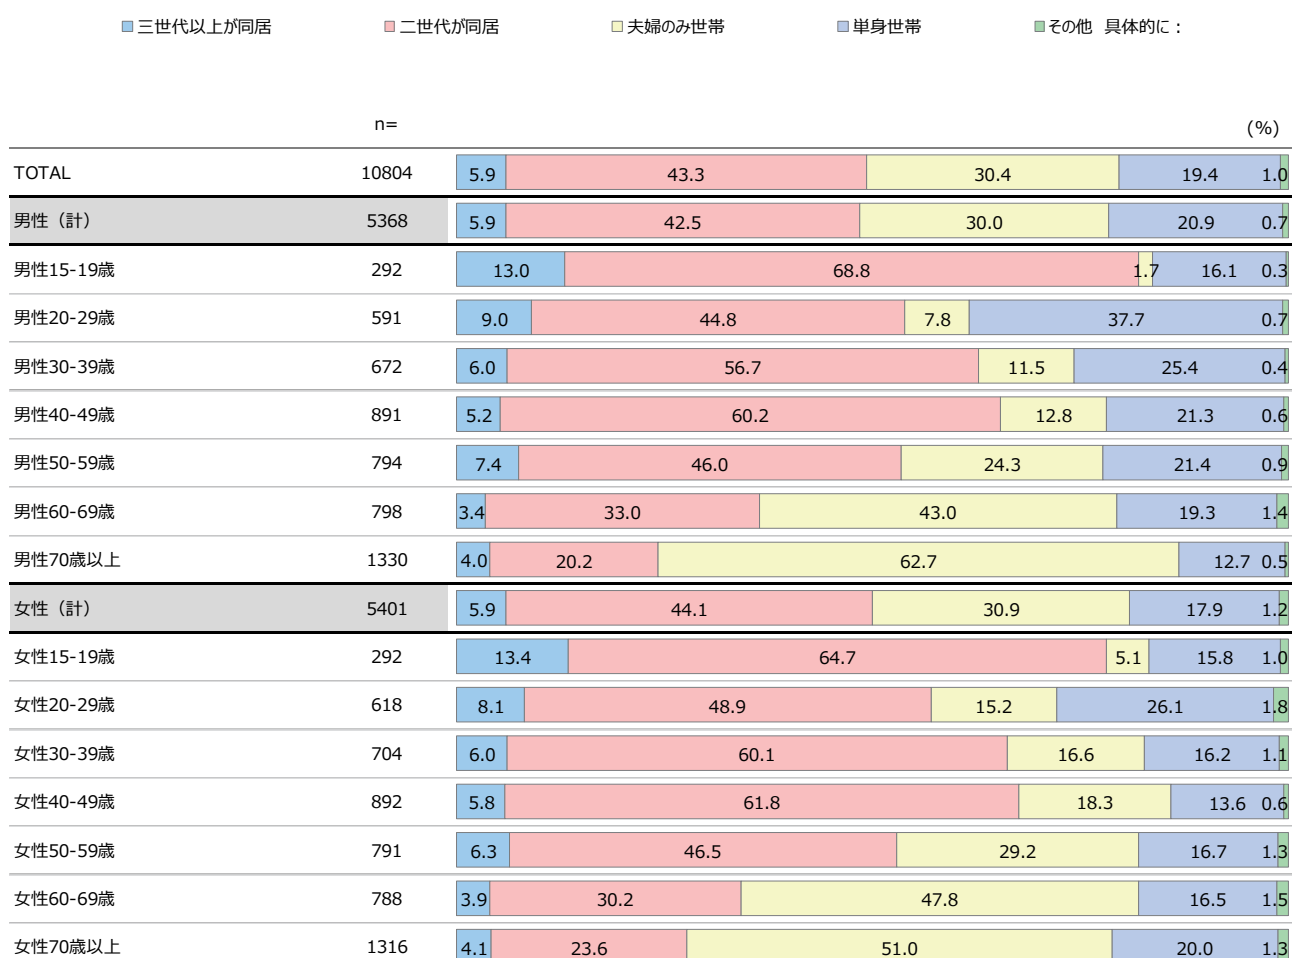 三世代以上が同居 二世代が同居 夫婦のみ世帯 単身世帯 その他 具体的に：
n= (%)
TOTAL 10804 5.9 43.3 30.4 19.4 1.0
男性（計） 5368 5.9 42.5 30.0 20.9 0.7
男性15-19歳 292 13.0 68.8 1.7 16.1 0.3
男性20-29歳 591 9.0 44.8 7.8 37.7 0.7
男性30-39歳 672 6.0 56.7 11.5 25.4 0.4
男性40-49歳 891 5.2 60.2 12.8 21.3 0.6
男性50-59歳 794 7.4 46.0 24.3 21.4 0.9
男性60-69歳 798 3.4 33.0 43.0 19.3 1.4
男性70歳以上 1330 4.0 20.2 62.7 12.7 0.5
女性（計） 5401 5.9 44.1 30.9 17.9 1.2
女性15-19歳 292 13.4 64.7 5.1 15.8 1.0
女性20-29歳 618 8.1 48.9 15.2 26.1 1.8
女性30-39歳 704 6.0 60.1 16.6 16.2 1.1
女性40-49歳 892 5.8 61.8 18.3 13.6 0.6
女性50-59歳 791 6.3 46.5 29.2 16.7 1.3
女性60-69歳 788 3.9 30.2 47.8 16.5 1.5
女性70歳以上 1316 4.1 23.6 51.0 20.0 1.3